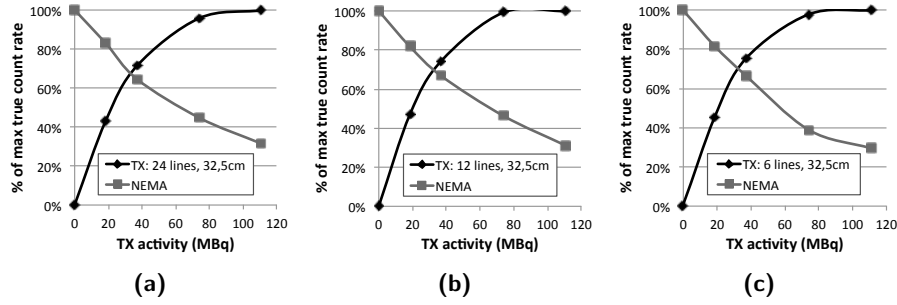 % of max true count rate
100%
80%
60%
40%
20%
0%
TX: 24 lines, 32,5cm
NEMA
0 20 40 60 80 100 120
TX activity (MBq)
(a)
% of max true count rate
100%
80%
60%
40%
20%
0%
TX: 12 lines, 32,5cm
NEMA
0 20 40 60 80 100 120
TX activity (MBq)
(b)
% of max true count rate
100%
80%
60%
40%
20%
0%
TX: 6 lines, 32,5cm
NEMA
0 20 40 60 80 100 120
TX activity (MBq)
(c)